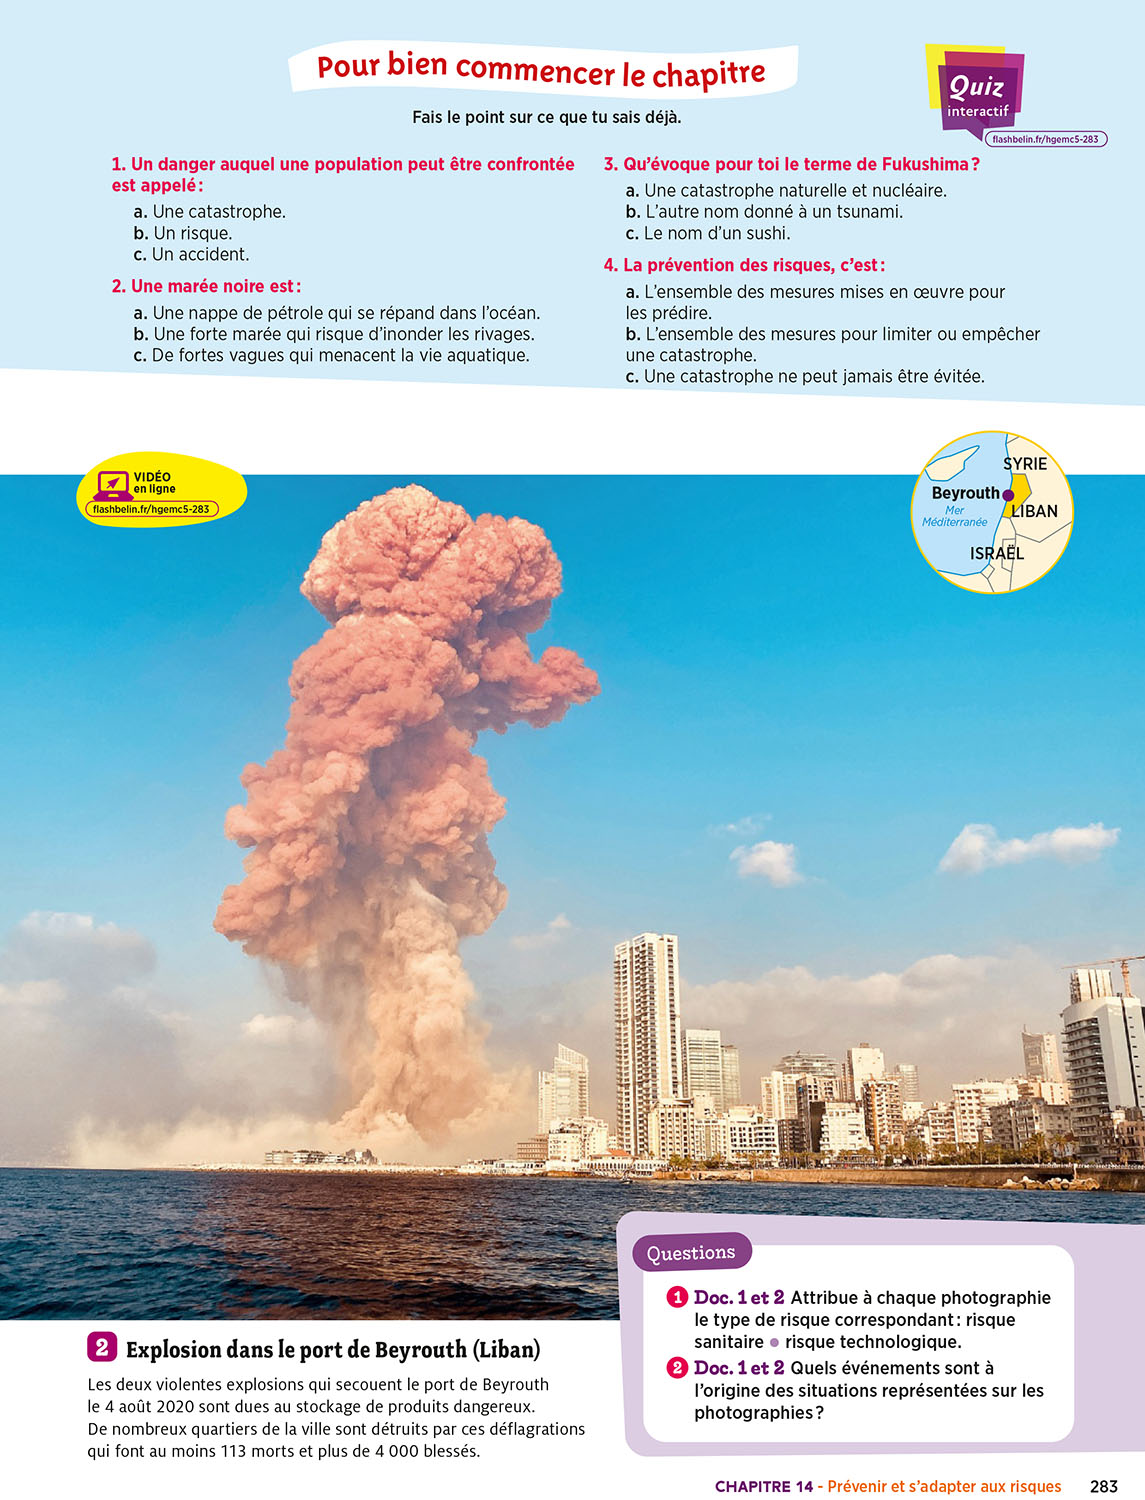 Pour bien commencer le chapitre
Fais le point sur ce que tu sais déjà.
Quiz
interactif
flashbelin.fr/hgemc5-283
1. Un danger auquel une population peut être confrontée
est appelé :
a. Une catastrophe.
b. Un risque.
c. Un accident.
2. Une marée noire est :
a. Une nappe de pétrole qui se répand dans l'océan.
b. Une forte marée qui risque d'inonder les rivages.
c. De fortes vagues qui menacent la vie aquatique.
3. Qu'évoque pour toi le terme de Fukushima ?
a. Une catastrophe naturelle et nucléaire.
b. L'autre nom donné à un tsunami.
c. Le nom d'un sushi.
4. La prévention des risques, c'est :
a. L'ensemble des mesures mises en œuvre pour
les prédire.
b. L'ensemble des mesures pour limiter ou empêcher
une catastrophe.
c. Une catastrophe ne peut jamais être évitée.
VIDÉO
en ligne
flashbelin.fr/hgemc5-283
SYRIE
Beyrouth
Mer
Méditerranée
LIBAN
ISRAËL
Questions
1 Doc. 1 et 2 Attribue à chaque photographie
le type de risque correspondant : risque
sanitaire • risque technologique.
2 Doc. 1 et 2 Quels événements sont à
l'origine des situations représentées sur les
photographies ?
2 Explosion dans le port de Beyrouth (Liban)
Les deux violentes explosions qui secouent le port de Beyrouth
le 4 août 2020 sont dues au stockage de produits dangereux.
De nombreux quartiers de la ville sont détruits par ces déflagrations
qui font au moins 113 morts et plus de 4 000 blessés.
CHAPITRE 14 - Prévenir et s'adapter aux risques 283